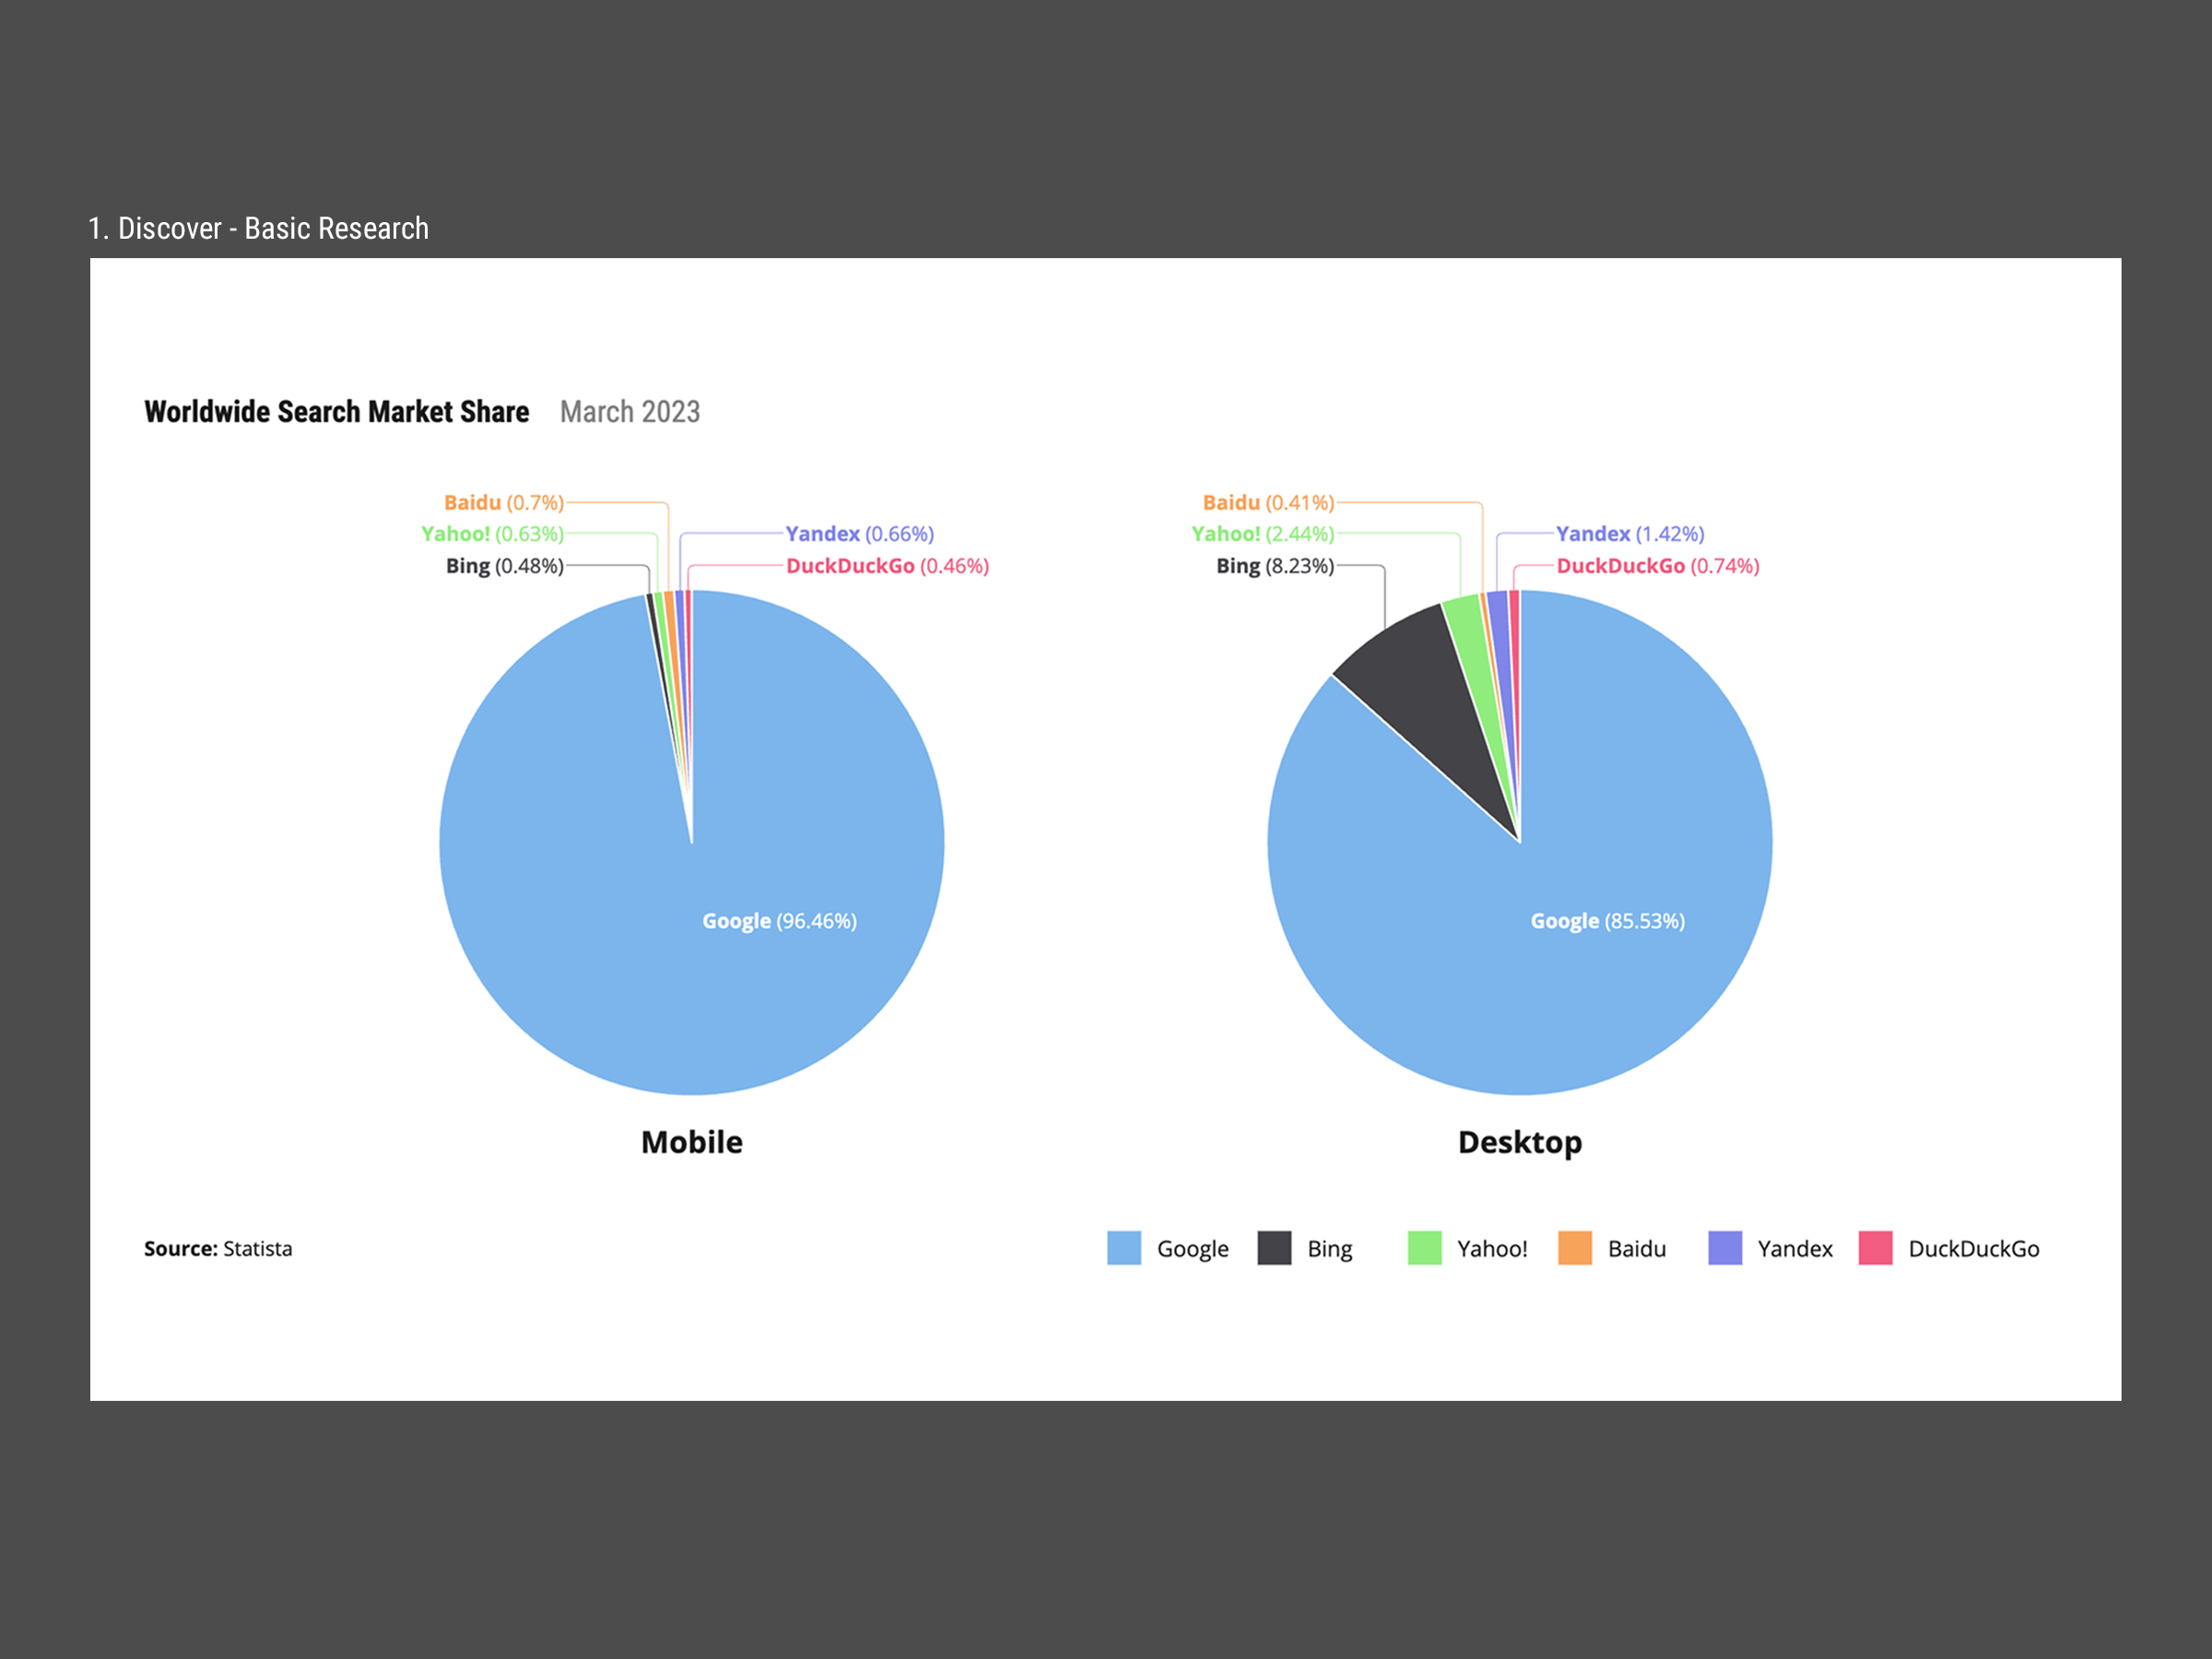 1. Discover - Basic Research
Worldwide Search Market Share March 2023
Baidu (0.7%)
Yahoo! (0.63%)
Bing (0.48%)
Yandex (0.66%)
DuckDuckGo (0.46%)
Google (96.46%)
Mobile
Baidu (0.41%)
Yahoo! (2.44%)
Bing (8.23%)
Yandex (1.42%)
DuckDuckGo (0.74%)
Google (85.53%)
Desktop
Source: Statista
Google Bing Yahoo! Baidu Yandex DuckDuckGo